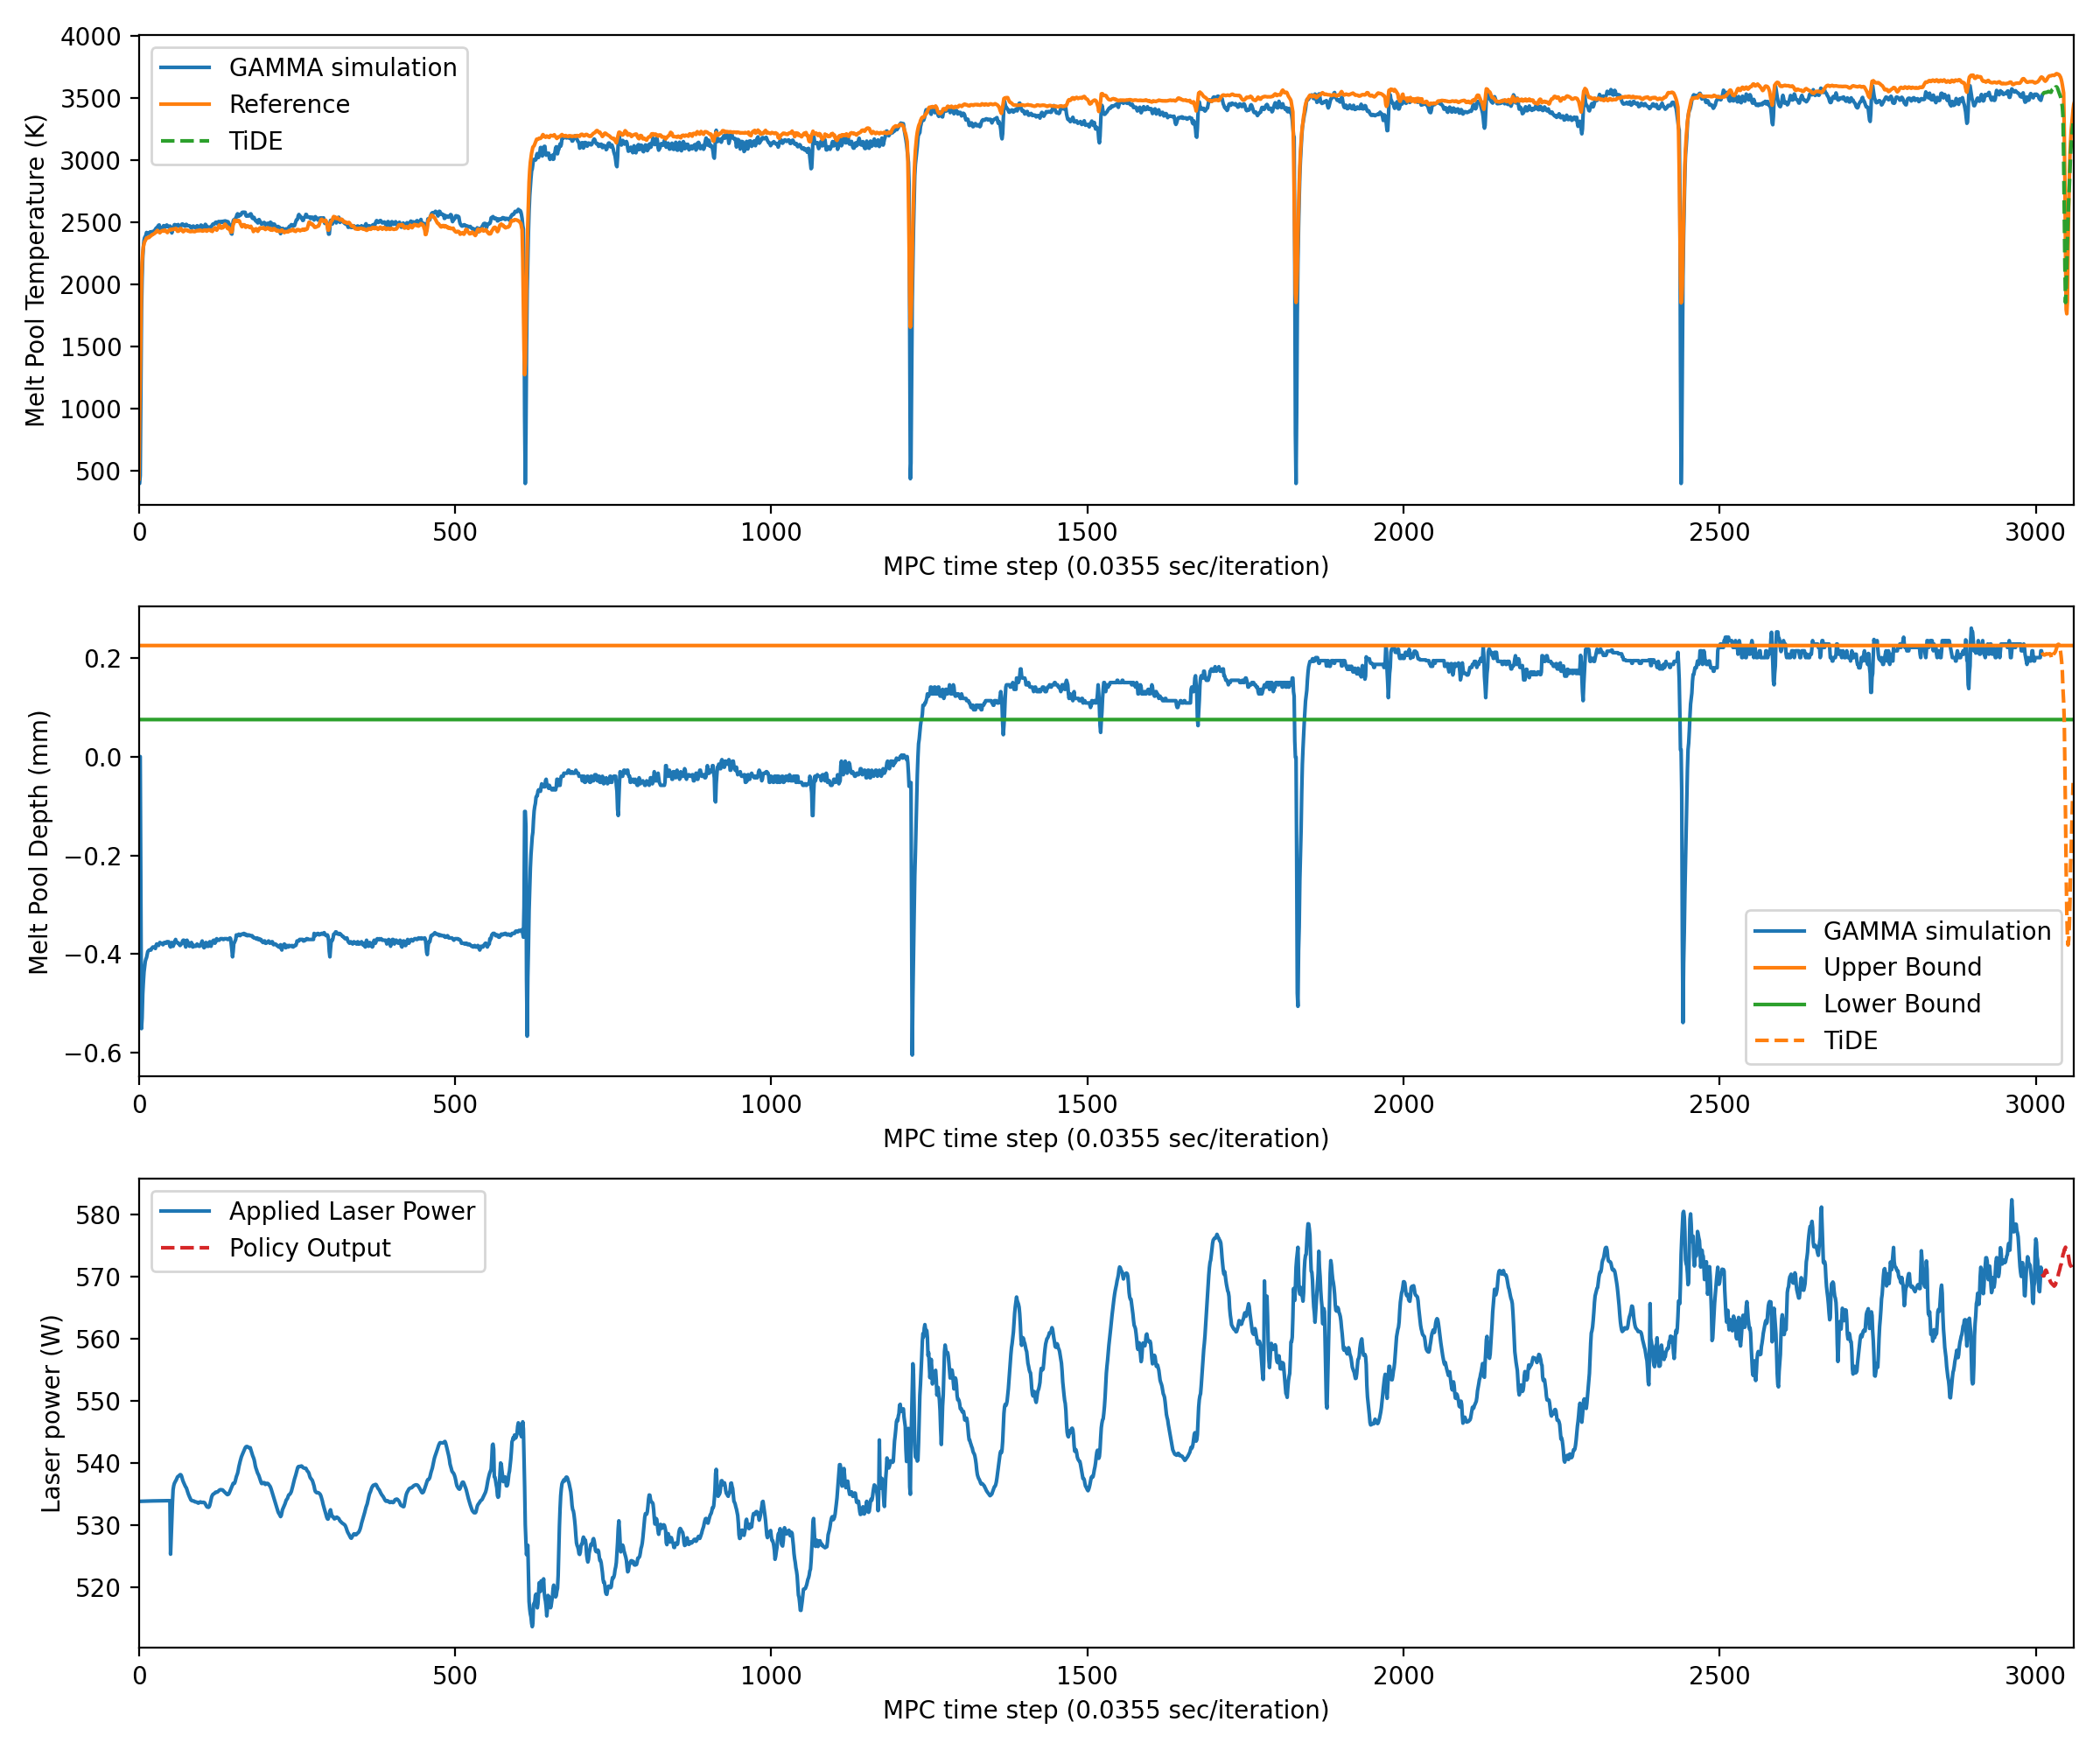 4000
3500
3000
2500
2000
1500
1000
500
Melt Pool Temperature (K)
GAMMA simulation
Reference
TiDE
0 500 1000 1500 2000 2500 3000
MPC time step (0.0355 sec/iteration)
0.2
0.0
−0.2
−0.4
−0.6
Melt Pool Depth (mm)
GAMMA simulation
Upper Bound
Lower Bound
TiDE
0 500 1000 1500 2000 2500 3000
MPC time step (0.0355 sec/iteration)
580
570
560
550
540
530
520
Laser power (W)
Applied Laser Power
Policy Output
0 500 1000 1500 2000 2500 3000
MPC time step (0.0355 sec/iteration)